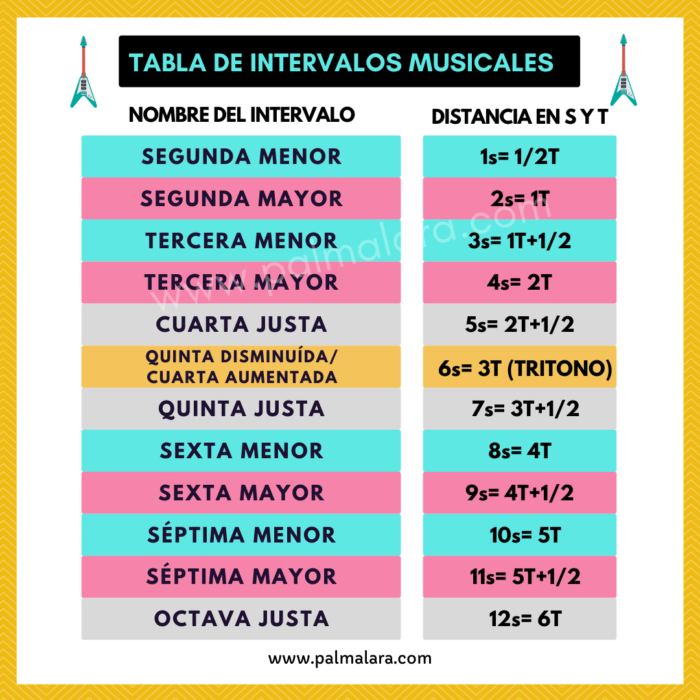 TABLA DE INTERVALOS MUSICALES
NOMBRE DEL INTERVALO DISTANCIA EN S Y T
SEGUNDA MENOR 1s= 1/2T
SEGUNDA MAYOR 2s= 1T
TERCERA MENOR 3s= 1T+1/2
TERCERA MAYOR 4s= 2T
CUARTA JUSTA 5s= 2T+1/2
QUINTA DISMINUÍDA/
CUARTA AUMENTADA 6s= 3T (TRITONO)
QUINTA JUSTA 7s= 3T+1/2
SEXTA MENOR 8s= 4T
SEXTA MAYOR 9s= 4T+1/2
SÉPTIMA MENOR 10s= 5T
SÉPTIMA MAYOR 11s= 5T+1/2
OCTAVA JUSTA 12s= 6T
www.palmalara.com
www.palmalara.com